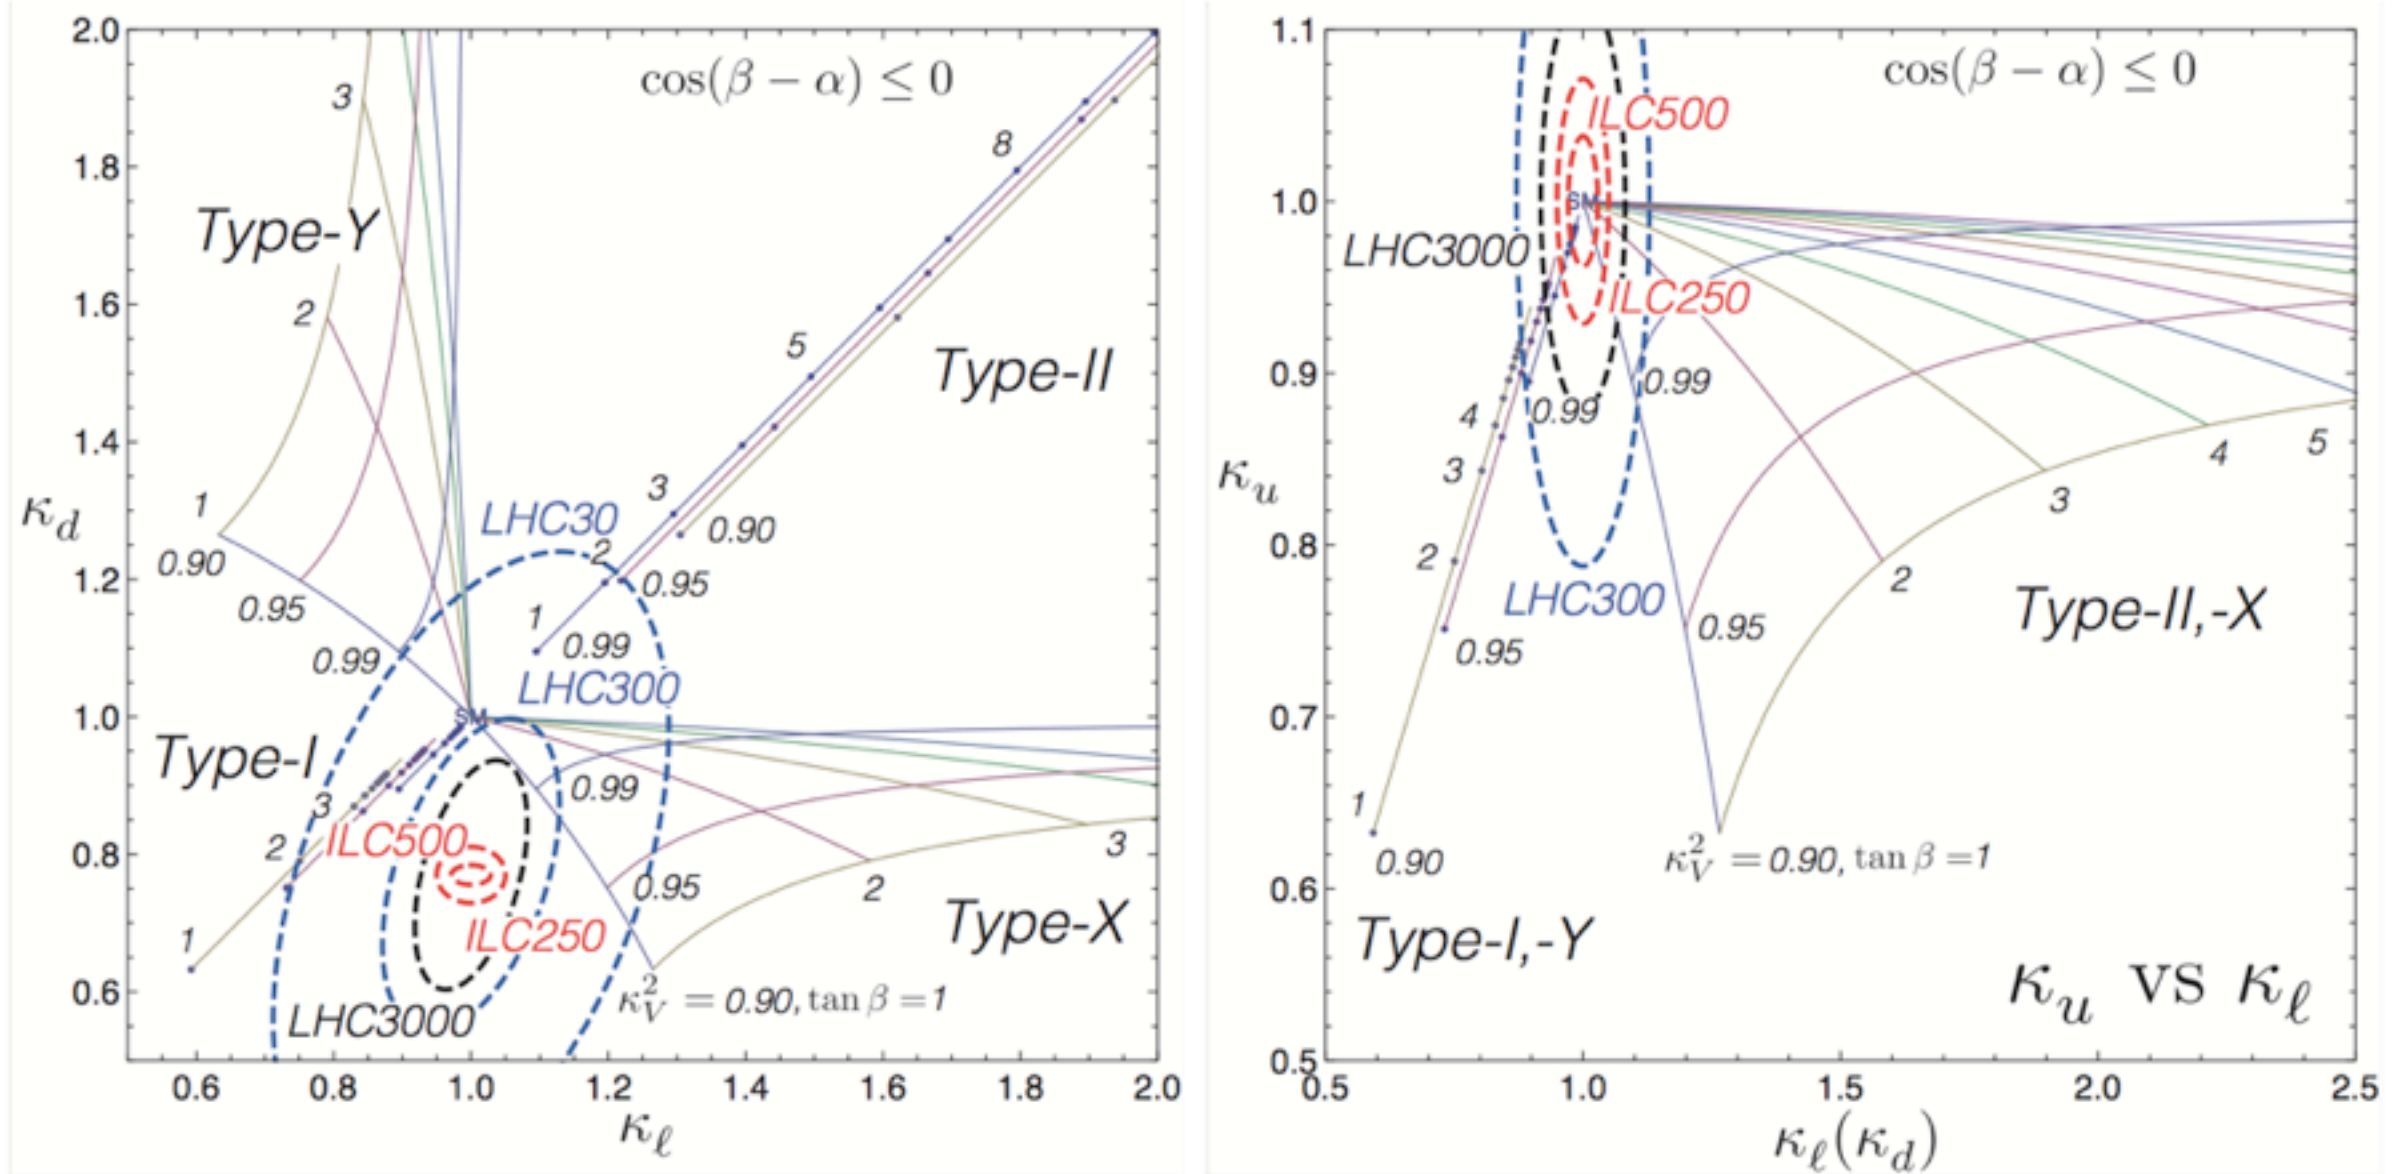 2.0
1.8
1.6
1.4
1.2
1.0
0.8
0.6
κd
cos(β − α) ≤ 0
3
8
Type-Y
2
5
Type-II
1
3
LHC30
0.90
0.90
2
0.95
0.95
1
0.99
0.99
LHC300
SM
Type-I
0.99
3
2
ILC500
3
0.95
2
1
ILC250
Type-X
LHC3000
κ_V^2 = 0.90, tan β = 1
0.6 0.8 1.0 1.2 1.4 1.6 1.8 2.0
κℓ
1.1
1.0
0.9
0.8
0.7
0.6
0.5
κu
cos(β − α) ≤ 0
ILC500
SM
LHC3000
ILC250
0.99
4
0.99
4
5
3
3
2
2
LHC300
Type-II,-X
0.95
0.95
1
0.90
κ_V^2 = 0.90, tan β = 1
Type-I,-Y
κu vs κℓ
0.5 1.0 1.5 2.0 2.5
κℓ(κd)